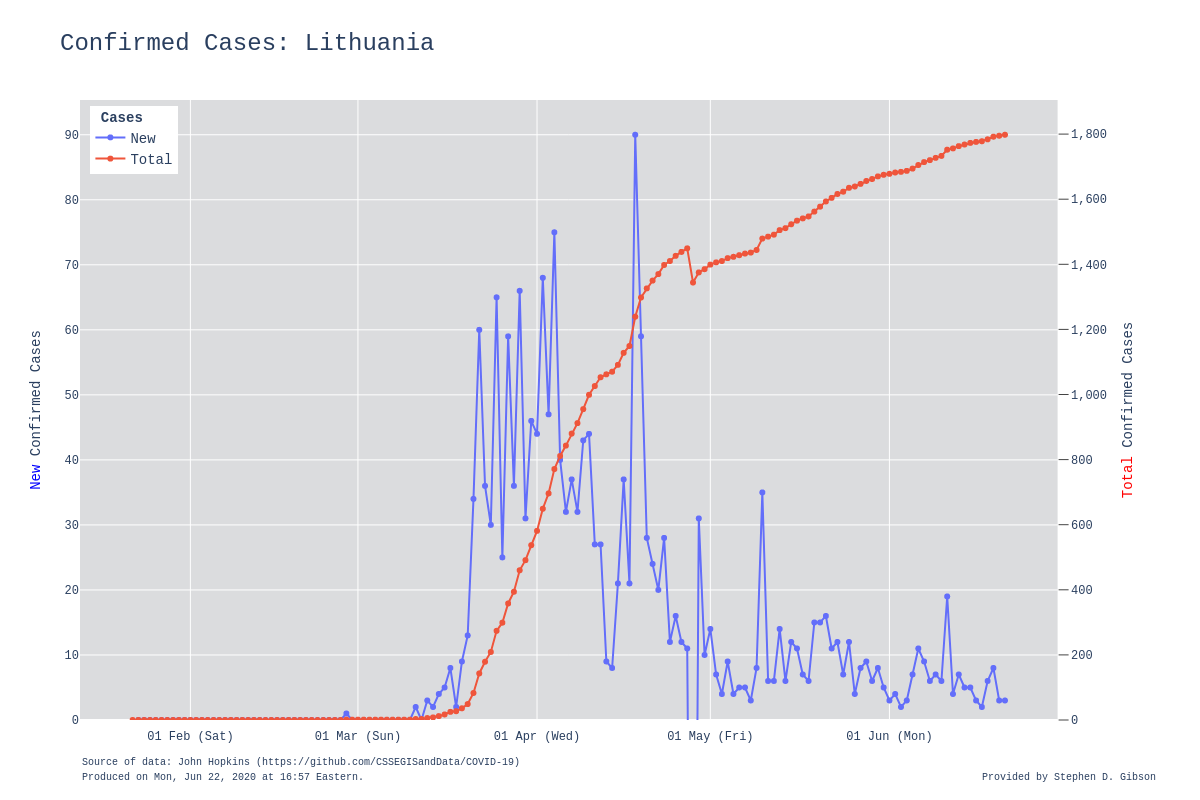 Confirmed Cases: Lithuania
Cases
New
Total
90
80
70
60
50
40
30
20
10
0
1,800
1,600
1,400
1,200
1,000
800
600
400
200
0
New Confirmed Cases
Total Confirmed Cases
01 Feb (Sat)
01 Mar (Sun)
01 Apr (Wed)
01 May (Fri)
01 Jun (Mon)
Source of data: John Hopkins (https://github.com/CSSEGISandData/COVID-19)
Produced on Mon, Jun 22, 2020 at 16:57 Eastern.
Provided by Stephen D. Gibson